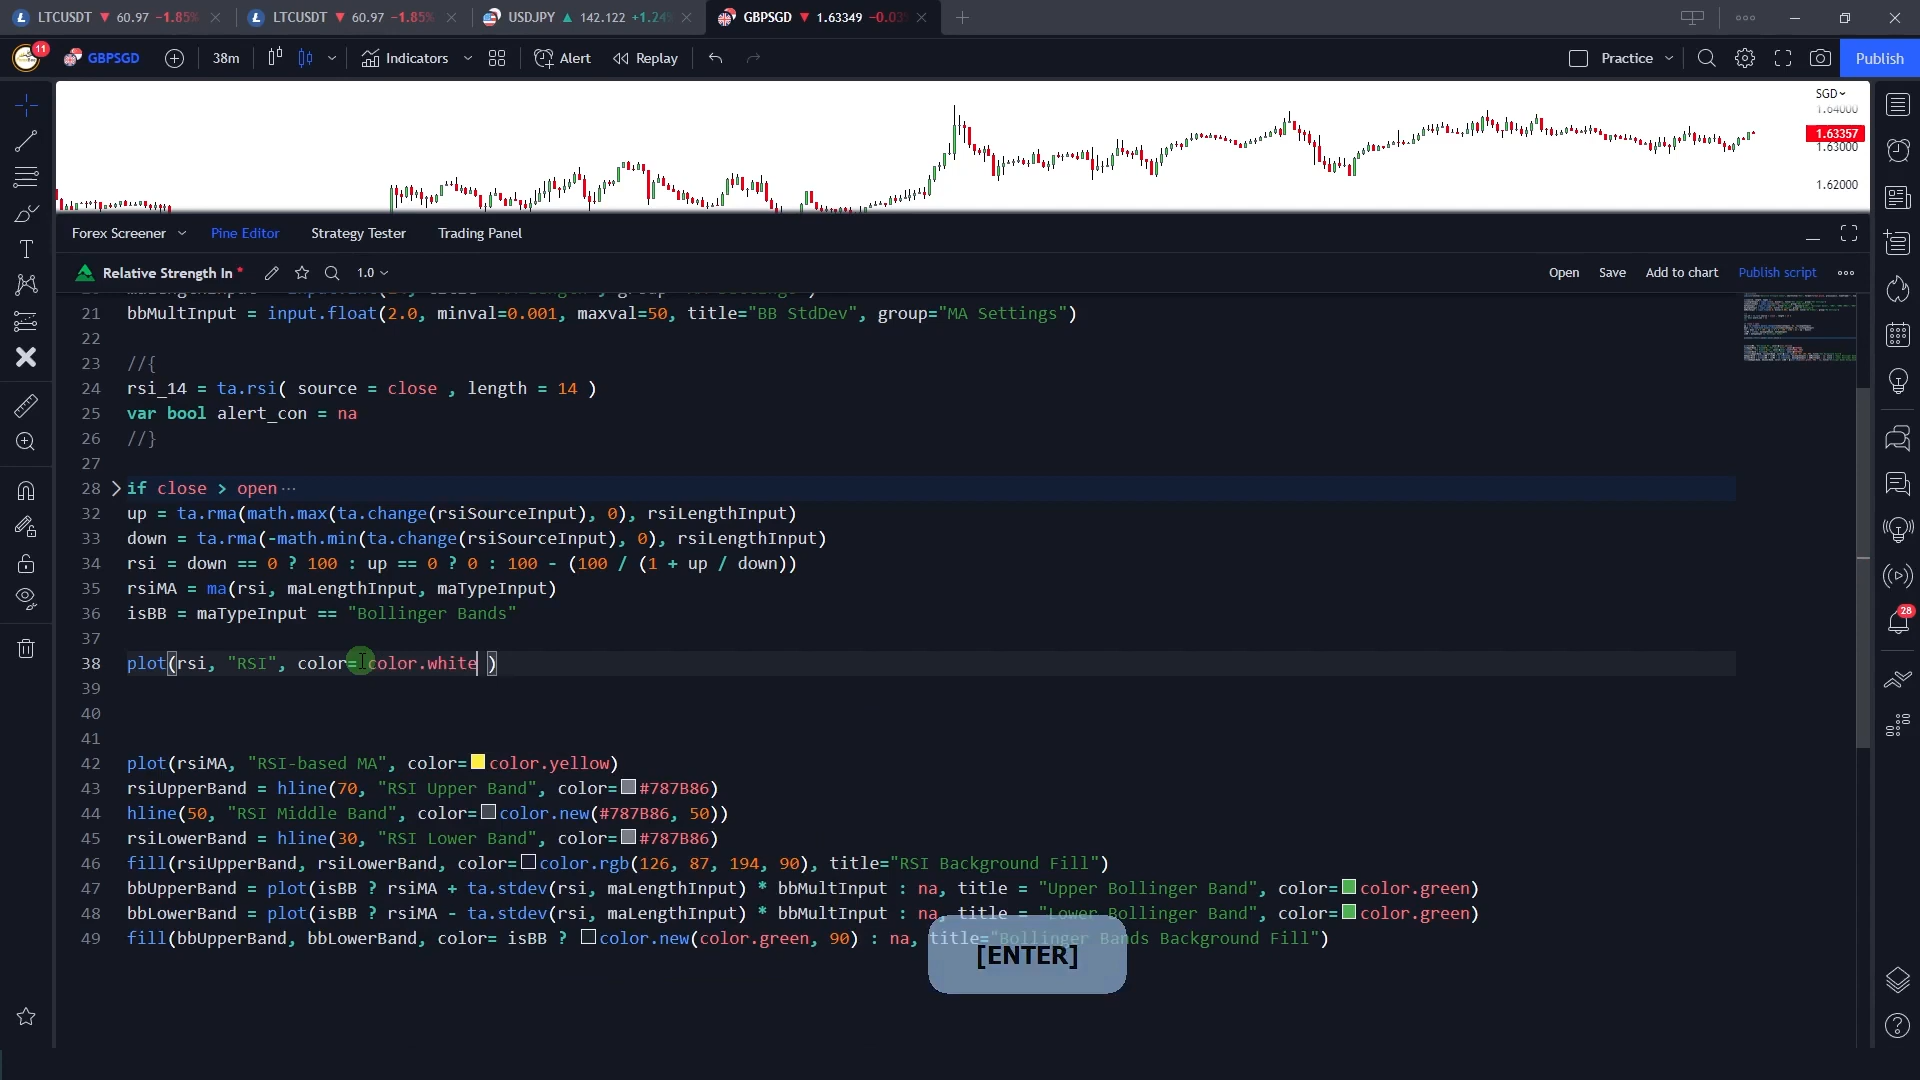 LTCUSDT ▼ 60.97 −1.85%
LTCUSDT ▼ 60.97 −1.85%
USDJPY ▲ 142.122 +1.24%
GBPSGD ▼ 1.63349 −0.03
11
GBPSGD
38m
Indicators
Alert
Replay
Practice
Publish
SGD
1.64000
1.63357
1.63000
1.62000
Forex Screener
Pine Editor
Strategy Tester
Trading Panel
Relative Strength In *
1.0
Open
Save
Add to chart
Publish script
21 bbMultInput = input.float(2.0, minval=0.001, maxval=50, title="BB StdDev", group="MA Settings")
22
23 //{
24 rsi_14 = ta.rsi( source = close , length = 14 )
25 var bool alert_con = na
26 //}
27
28 if close > open ···
32 up = ta.rma(math.max(ta.change(rsiSourceInput), 0), rsiLengthInput)
33 down = ta.rma(-math.min(ta.change(rsiSourceInput), 0), rsiLengthInput)
34 rsi = down == 0 ? 100 : up == 0 ? 0 : 100 - (100 / (1 + up / down))
35 rsiMA = ma(rsi, maLengthInput, maTypeInput)
36 isBB = maTypeInput == "Bollinger Bands"
37
38 plot(rsi, "RSI", color= color.white )
39
40
41
42 plot(rsiMA, "RSI-based MA", color=color.yellow)
43 rsiUpperBand = hline(70, "RSI Upper Band", color=#787B86)
44 hline(50, "RSI Middle Band", color=color.new(#787B86, 50))
45 rsiLowerBand = hline(30, "RSI Lower Band", color=#787B86)
46 fill(rsiUpperBand, rsiLowerBand, color=color.rgb(126, 87, 194, 90), title="RSI Background Fill")
47 bbUpperBand = plot(isBB ? rsiMA + ta.stdev(rsi, maLengthInput) * bbMultInput : na, title = "Upper Bollinger Band", color=color.green)
48 bbLowerBand = plot(isBB ? rsiMA - ta.stdev(rsi, maLengthInput) * bbMultInput : na, title = "Lower Bollinger Band", color=color.green)
49 fill(bbUpperBand, bbLowerBand, color= isBB ? color.new(color.green, 90) : na, title="Bollinger Bands Background Fill")
[ENTER]
28